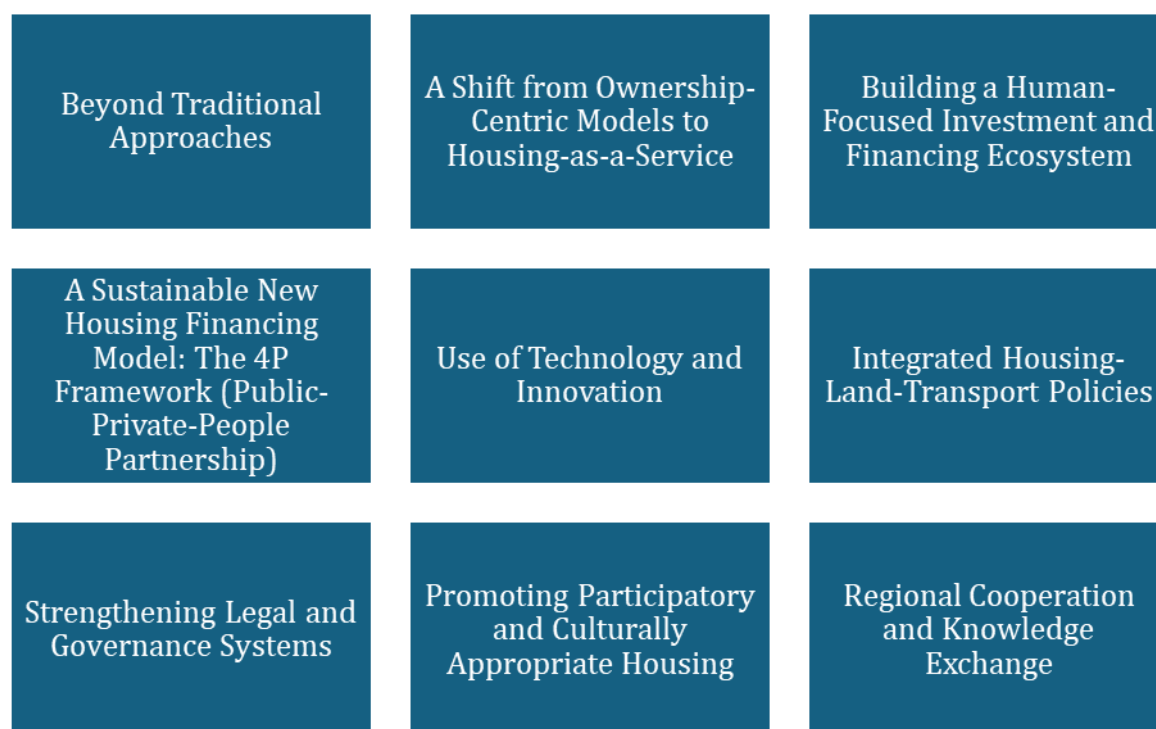 Beyond Traditional
Approaches
A Shift from Ownership-
Centric Models to
Housing-as-a-Service
Building a Human-
Focused Investment and
Financing Ecosystem
A Sustainable New
Housing Financing
Model: The 4P
Framework (Public-
Private-People
Partnership)
Use of Technology and
Innovation
Integrated Housing-
Land-Transport Policies
Strengthening Legal and
Governance Systems
Promoting Participatory
and Culturally
Appropriate Housing
Regional Cooperation
and Knowledge
Exchange